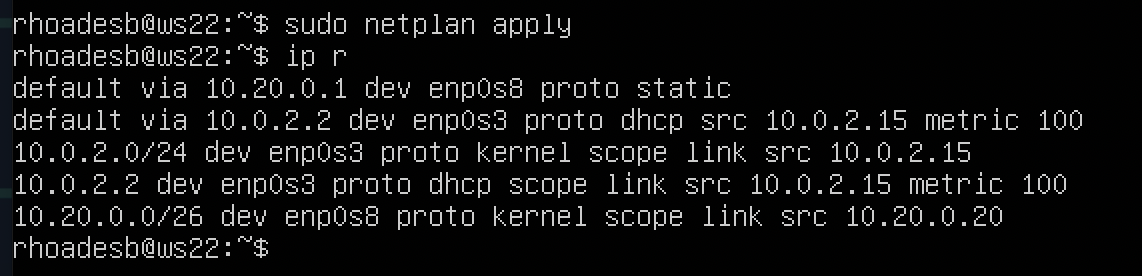 rhoadesb@ws22:~$ sudo netplan apply
rhoadesb@ws22:~$ ip r
default via 10.20.0.1 dev enp0s8 proto static
default via 10.0.2.2 dev enp0s3 proto dhcp src 10.0.2.15 metric 100
10.0.2.0/24 dev enp0s3 proto kernel scope link src 10.0.2.15
10.0.2.2 dev enp0s3 proto dhcp scope link src 10.0.2.15 metric 100
10.20.0.0/26 dev enp0s8 proto kernel scope link src 10.20.0.20
rhoadesb@ws22:~$